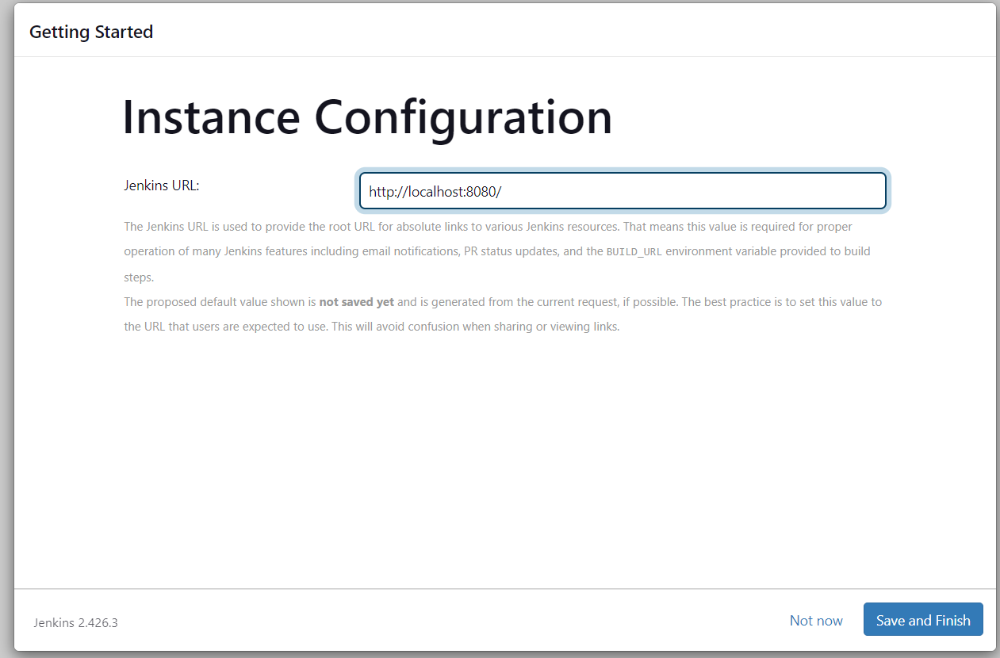 Getting Started
Instance Configuration
Jenkins URL:
http://localhost:8080/
The Jenkins URL is used to provide the root URL for absolute links to various Jenkins resources. That means this value is required for proper
operation of many Jenkins features including email notifications, PR status updates, and the BUILD_URL environment variable provided to build
steps.
The proposed default value shown is not saved yet and is generated from the current request, if possible. The best practice is to set this value to
the URL that users are expected to use. This will avoid confusion when sharing or viewing links.
Jenkins 2.426.3
Not now
Save and Finish